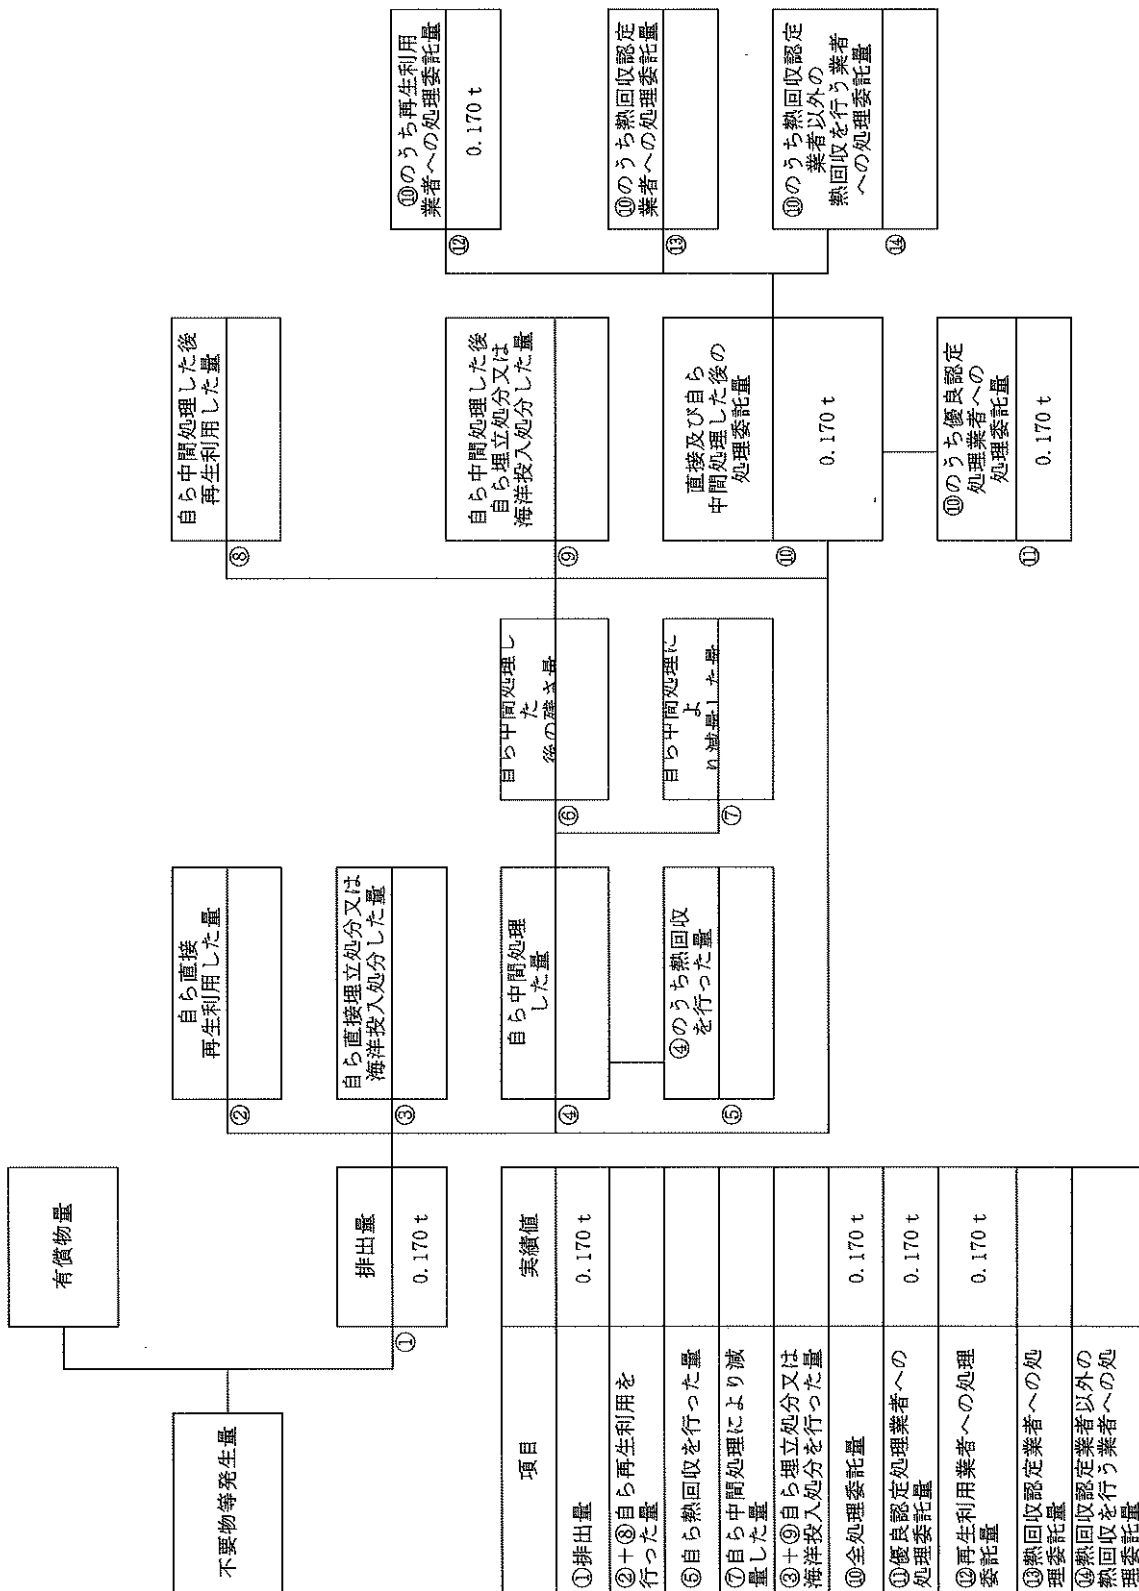 不要物等発生量
有償物量
排出量
①
0.170 t
自ら直接
再生利用した量
②
自ら直接埋立処分又は
海洋投入処分した量
③
自ら中間処理
した量
④
④のうち熱回収
を行った量
⑤
自ら中間処理し
た
後の残さ量
⑥
自ら中間処理に
よ
り減量した量
⑦
自ら中間処理した後
再生利用した量
⑧
自ら中間処理した後
自ら埋立処分又は
海洋投入処分した量
⑨
直接及び自ら
中間処理した後の
処理委託量
⑩
0.170 t
⑩のうち優良認定
処理業者への
処理委託量
⑪
0.170 t
⑩のうち再生利用
業者への処理委託量
⑫
0.170 t
⑩のうち熱回収認定
業者への処理委託量
⑬
⑩のうち熱回収認定
業者以外の
熱回収を行う業者
への処理委託量
⑭
項目 実績値
①排出量 0.170 t
②+⑧自ら再生利用を
行った量
⑤自ら熱回収を行った量
⑦自ら中間処理により減
量した量
③+⑨自ら埋立処分又は
海洋投入処分を行った量
⑩全処理委託量 0.170 t
⑪優良認定処理業者への
処理委託量 0.170 t
⑫再生利用業者への処理
委託量 0.170 t
⑬熱回収認定業者への処
理委託量
⑭熱回収認定業者以外の
熱回収を行う業者への処
理委託量